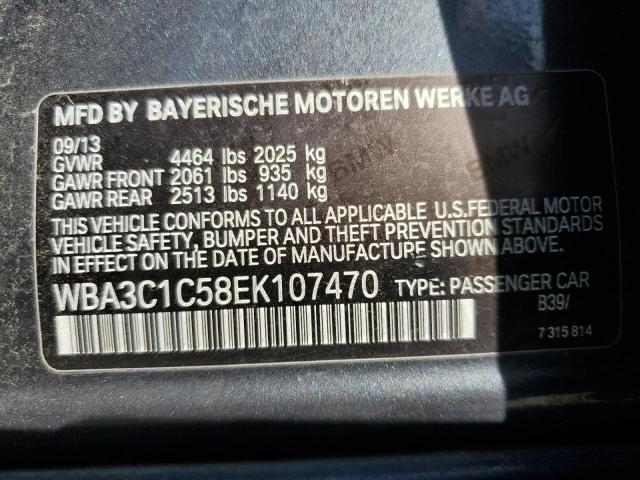 MFD BY BAYERISCHE MOTOREN WERKE AG
09/13
GVWR 4464 lbs 2025 kg
GAWR FRONT 2061 lbs 935 kg
GAWR REAR 2513 lbs 1140 kg
BMW BMW
THIS VEHICLE CONFORMS TO ALL APPLICABLE U.S.FEDERAL MOTOR
VEHICLE SAFETY, BUMPER AND THEFT PREVENTION STANDARDS
IN EFFECT ON THE DATE OF MANUFACTURE SHOWN ABOVE.
WBA3C1C58EK107470 TYPE: PASSENGER CAR
B39/
7 315 814